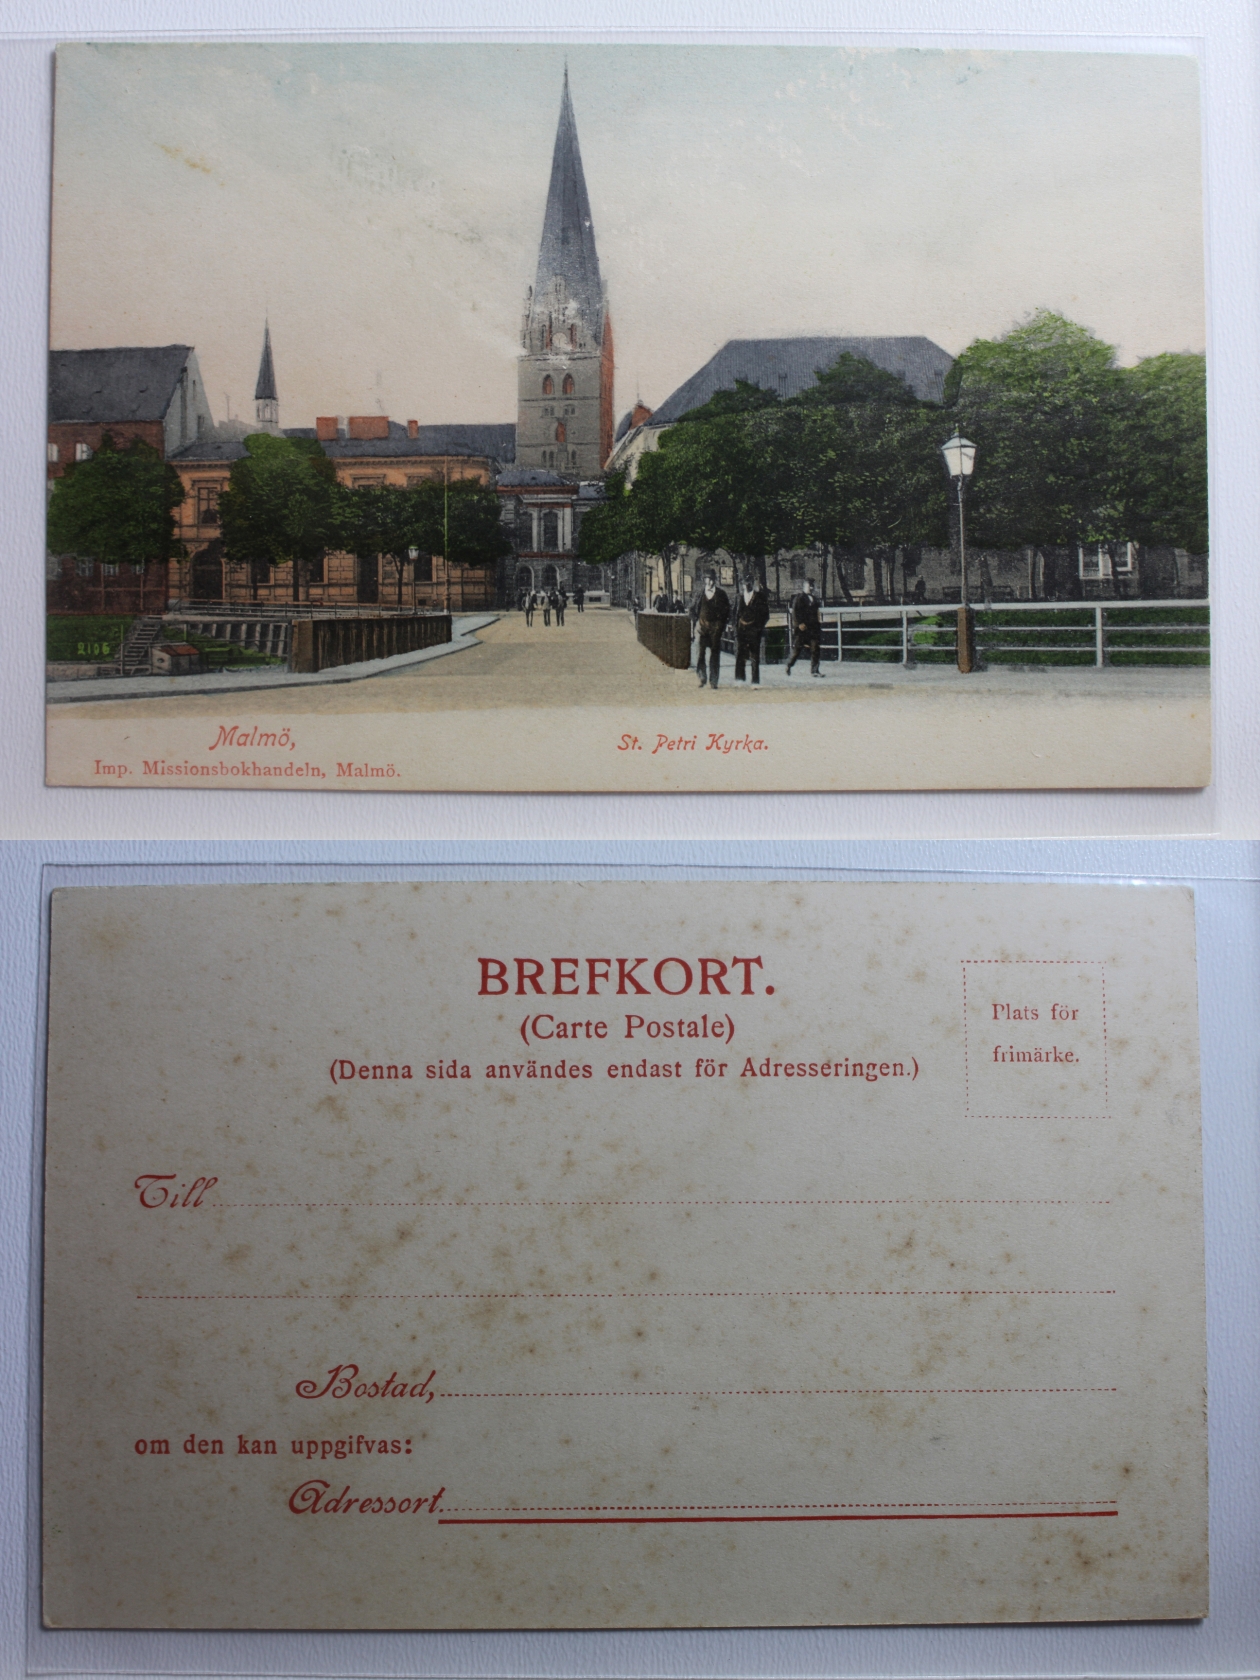 2106
Malmö,
St. Petri Kyrka.
Imp. Missionsbokhandeln, Malmö.
BREFKORT.
(Carte Postale)
(Denna sida användes endast för Adresseringen.)
Plats för
frimärke.
Till
Bostad,
om den kan uppgifvas:
Adressort